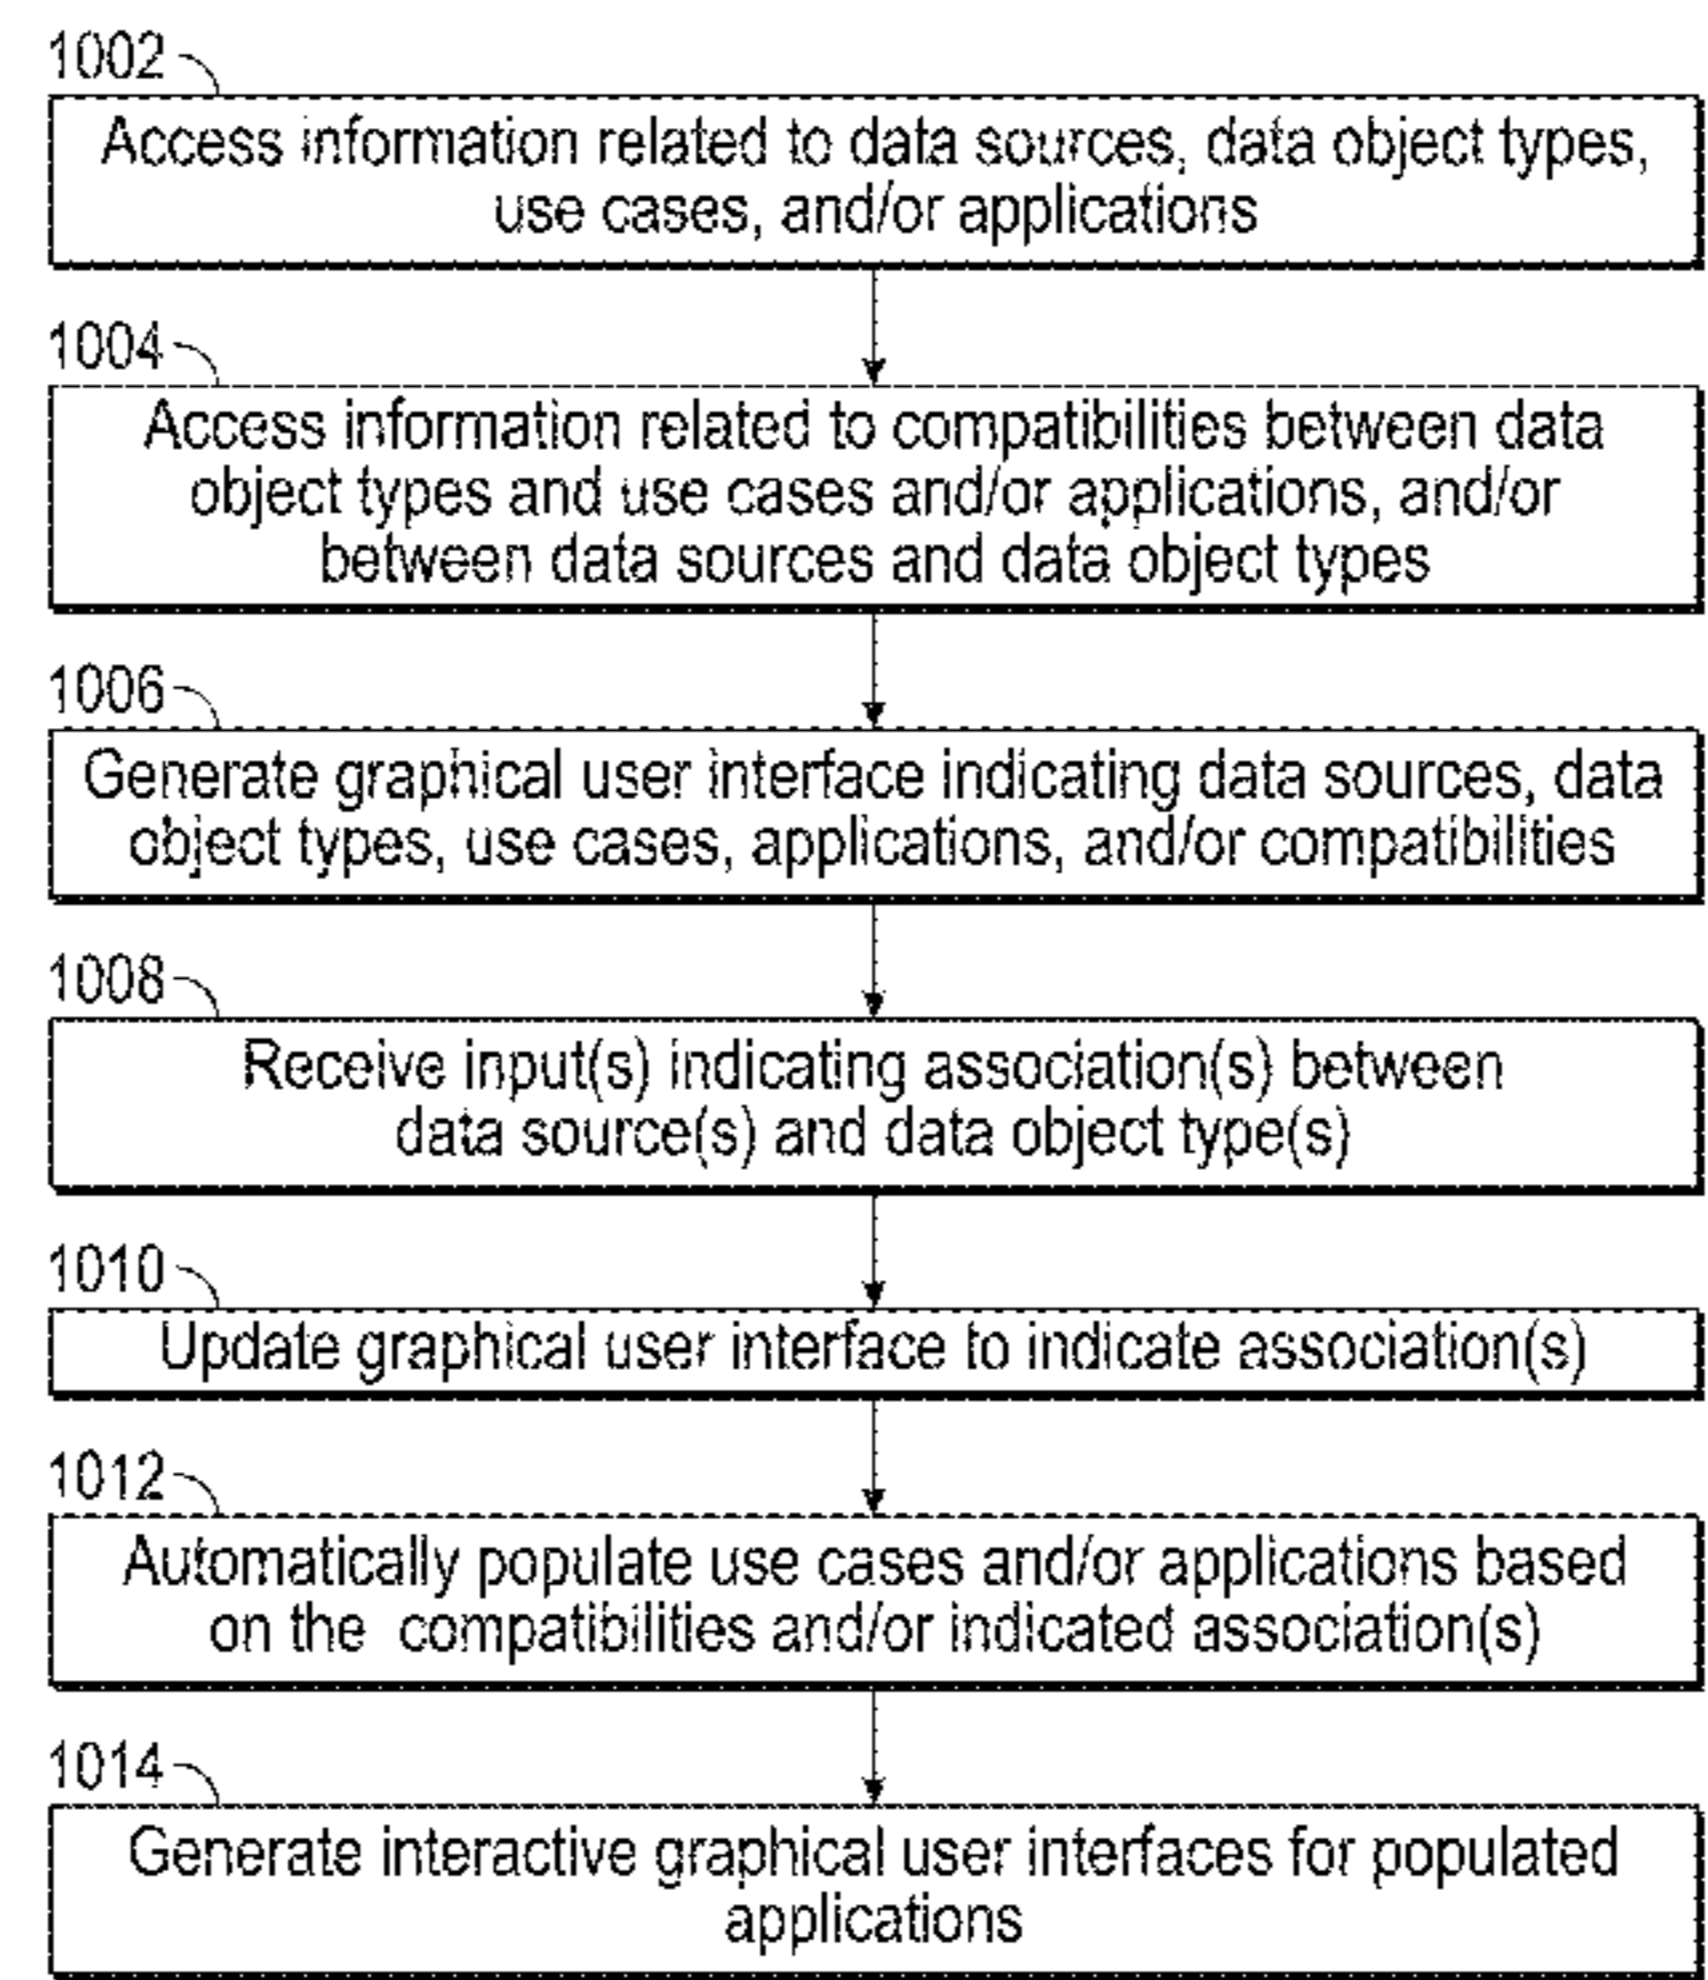 1002
Access information related to data sources, data object types,
use cases, and/or applications
1004
Access information related to compatibilities between data
object types and use cases and/or applications, and/or
between data sources and data object types
1006
Generate graphical user interface indicating data sources, data
object types, use cases, applications, and/or compatibilities
1008
Receive input(s) indicating association(s) between
data source(s) and data object type(s)
1010
Update graphical user interface to indicate association(s)
1012
Automatically populate use cases and/or applications based
on the compatibilities and/or indicated association(s)
1014
Generate interactive graphical user interfaces for populated
applications